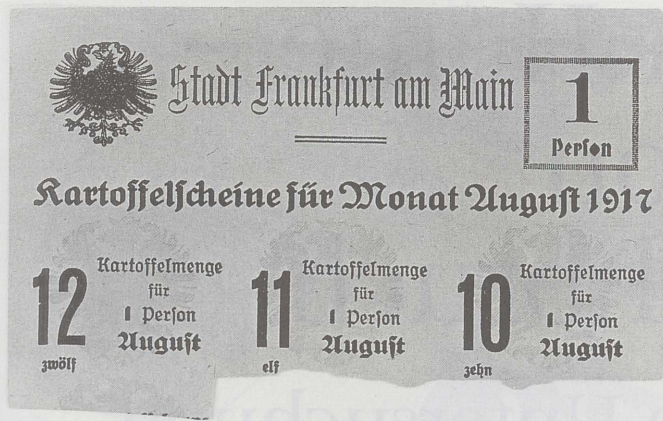 Stadt Frankfurt am Main
1
Person
Kartoffelscheine für Monat August 1917
12
zwölf
Kartoffelmenge
für
1 Person
August
11
elf
Kartoffelmenge
für
1 Person
August
10
zehn
Kartoffelmenge
für
1 Person
August